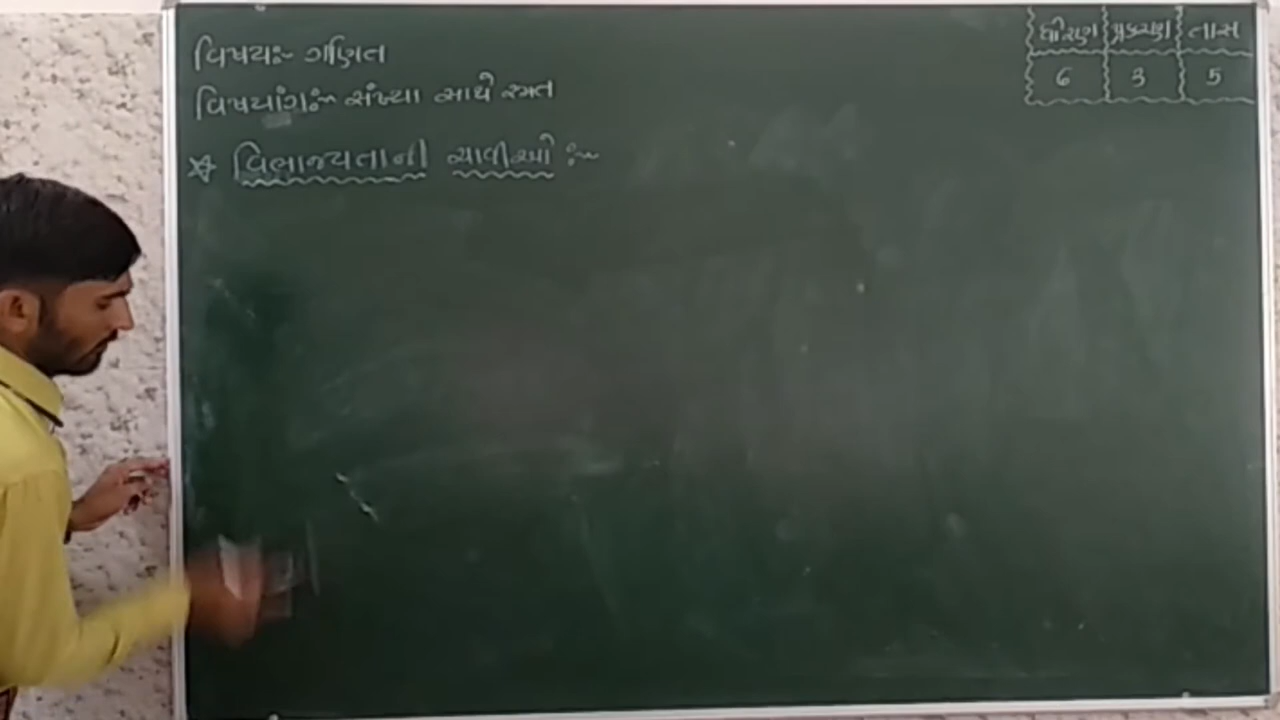 વિષયઃ- ગણિત
વિષયાંગઃ- સંખ્યા સાથે રમત
☆ વિભાજ્યતાની ચાવીઓ :-
ધોરણ પ્રકરણ તાસ
6 3 5